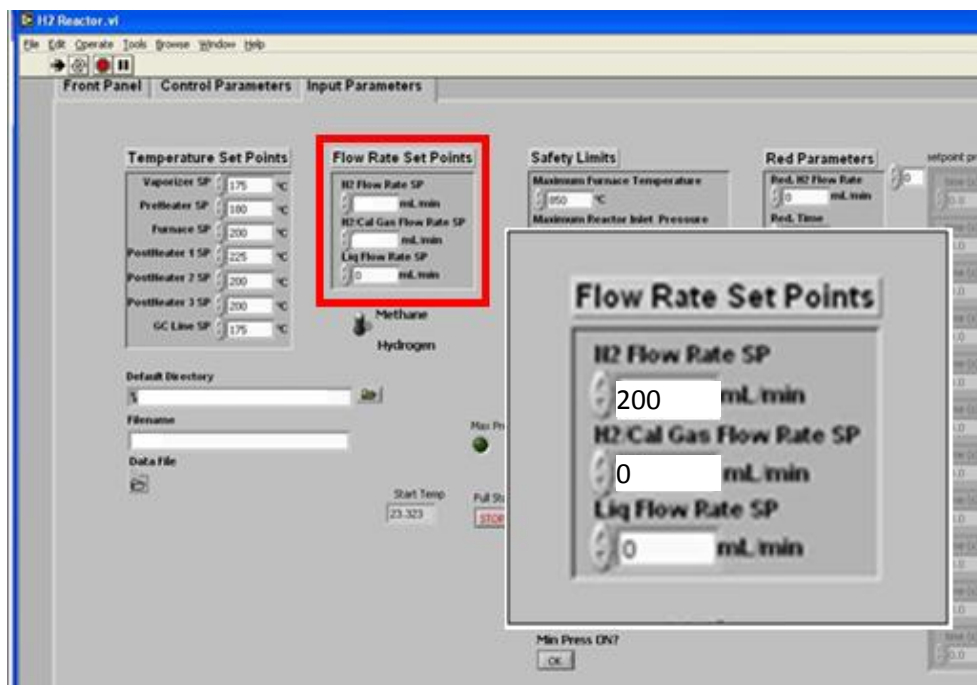 H2 Reactor.vi
File Edit Operate Tools Browse Window Help
Front Panel Control Parameters Input Parameters
Temperature Set Points
Vaporizer SP 175 °C
PreHeater SP 180 °C
Furnace SP 200 °C
PostHeater 1 SP 225 °C
PostHeater 2 SP 200 °C
PostHeater 3 SP 200 °C
GC Line SP 175 °C
Flow Rate Set Points
N2 Flow Rate SP
mL/min
H2/Cal Gas Flow Rate SP
mL/min
Liq Flow Rate SP
0 mL/min
Methane
Hydrogen
Safety Limits
Maximum Furnace Temperature
850 °C
Maximum Reactor Inlet Pressure
Red Parameters
Red. H2 Flow Rate
0 mL/min
Red. Time
0
Default Directory
%
Filename
Data File
Start Temp
23.323
STOP
Flow Rate Set Points
N2 Flow Rate SP
200 mL/min
H2/Cal Gas Flow Rate SP
0 mL/min
Liq Flow Rate SP
0 mL/min
Min Press ON?
OK